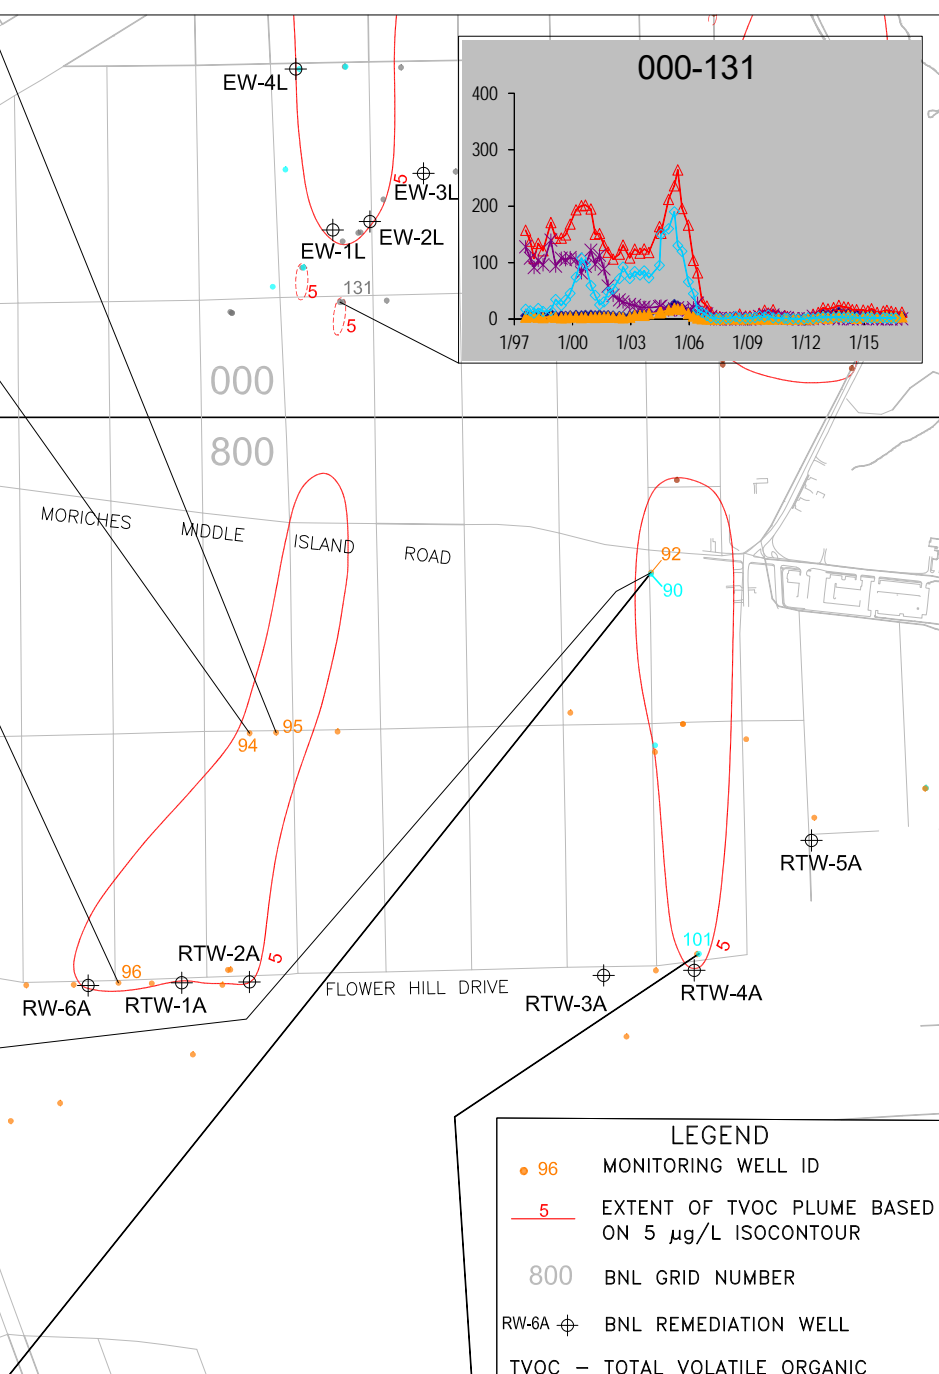 000-131
400
300
200
100
0
1/97 1/00 1/03 1/06 1/09 1/12 1/15
EW-4L
5
EW-3L
EW-2L
EW-1L
5
131
5
000
800
MORICHES MIDDLE ISLAND ROAD
92
90
95
94
RTW-5A
RTW-2A
5
101
5
96
RW-6A
RTW-1A
FLOWER HILL DRIVE
RTW-3A
RTW-4A
LEGEND
96 MONITORING WELL ID
5 EXTENT OF TVOC PLUME BASED
ON 5 µg/L ISOCONTOUR
800 BNL GRID NUMBER
RW-6A BNL REMEDIATION WELL
TVOC – TOTAL VOLATILE ORGANIC